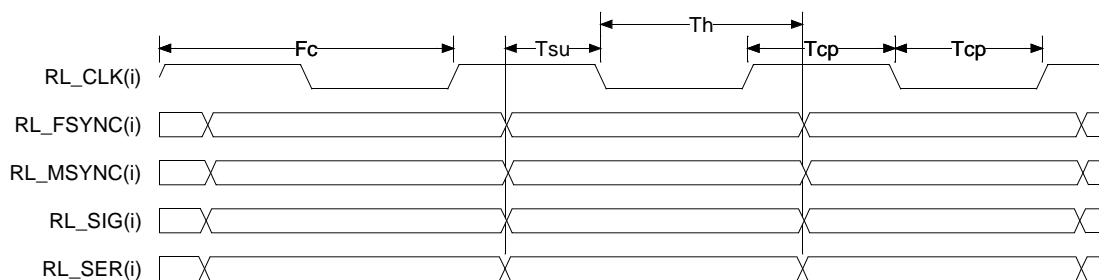 Th
Fc Tsu Tcp Tcp
RL_CLK(i)
RL_FSYNC(i)
RL_MSYNC(i)
RL_SIG(i)
RL_SER(i)